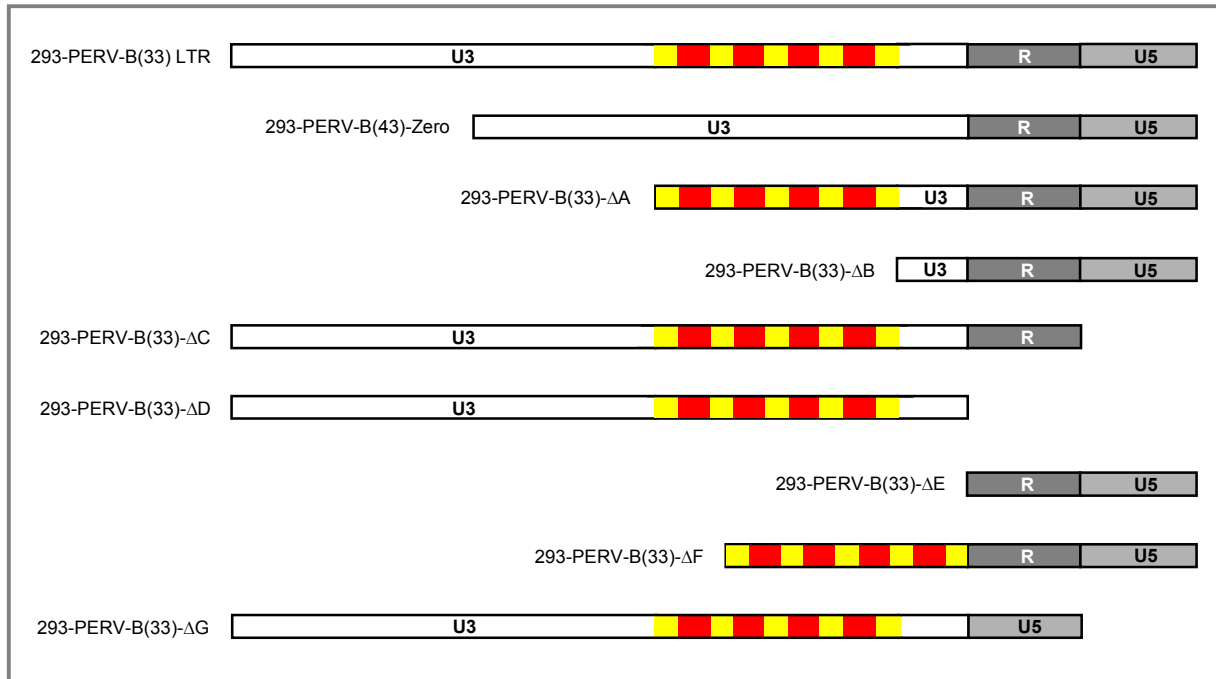 293-PERV-B(33) LTR U3 R U5
293-PERV-B(43)-Zero U3 R U5
293-PERV-B(33)-ΔA U3 R U5
293-PERV-B(33)-ΔB U3 R U5
293-PERV-B(33)-ΔC U3 R
293-PERV-B(33)-ΔD U3
293-PERV-B(33)-ΔE R U5
293-PERV-B(33)-ΔF R U5
293-PERV-B(33)-ΔG U3 U5